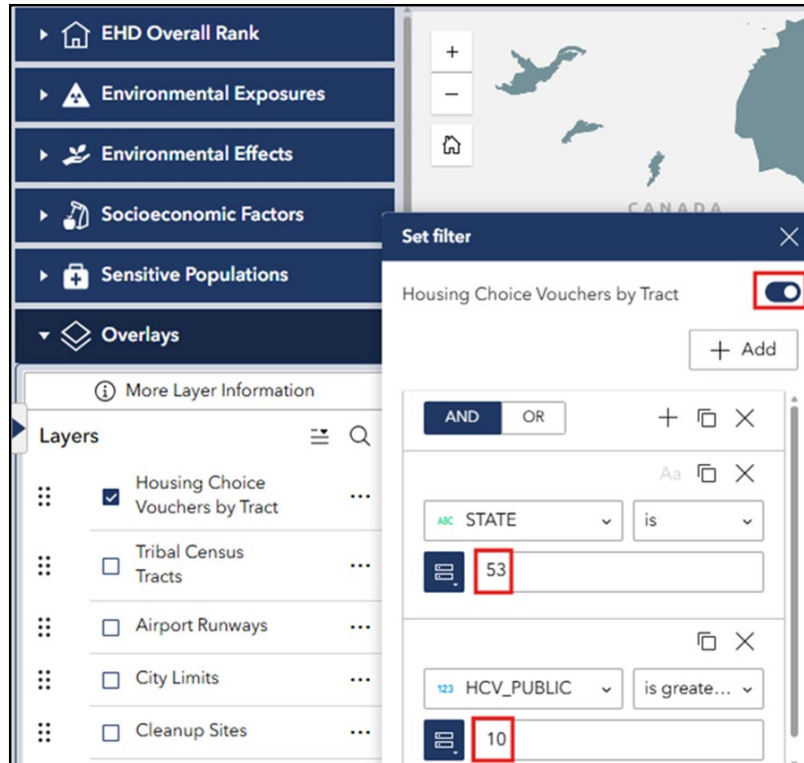 EHD Overall Rank
Environmental Exposures
Environmental Effects
Socioeconomic Factors
Sensitive Populations
Overlays
More Layer Information
Layers
Housing Choice
Vouchers by Tract
Tribal Census
Tracts
Airport Runways
City Limits
Cleanup Sites
+
−
CANADA
Set filter
Housing Choice Vouchers by Tract
+ Add
AND OR
Aa
ABC STATE is
53
123 HCV_PUBLIC is greate...
10